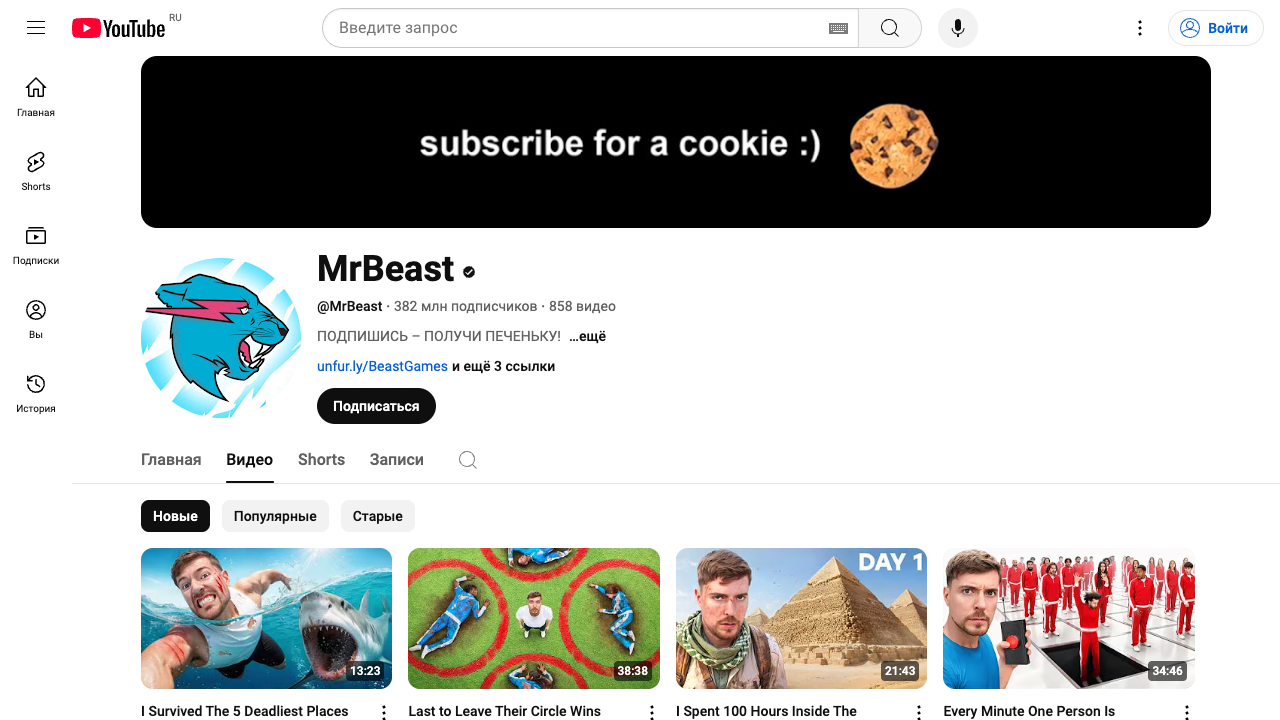 YouTube RU
Введите запрос
Войти
Главная
Shorts
Подписки
Вы
История
subscribe for a cookie :)
MrBeast
@MrBeast · 382 млн подписчиков · 858 видео
ПОДПИШИСЬ – ПОЛУЧИ ПЕЧЕНЬКУ! ...ещё
unfur.ly/BeastGames и ещё 3 ссылки
Подписаться
Главная Видео Shorts Записи
Новые Популярные Старые
DAY 1
13:23 38:38 21:43 34:46
I Survived The 5 Deadliest Places
Last to Leave Their Circle Wins
I Spent 100 Hours Inside The
Every Minute One Person Is